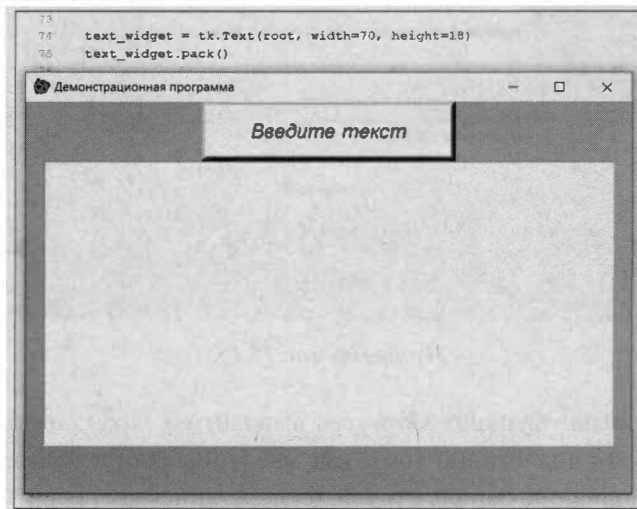 73
74 text_widget = tk.Text(root, width=70, height=18)
75 text_widget.pack()
Демонстрационная программа
Введите текст